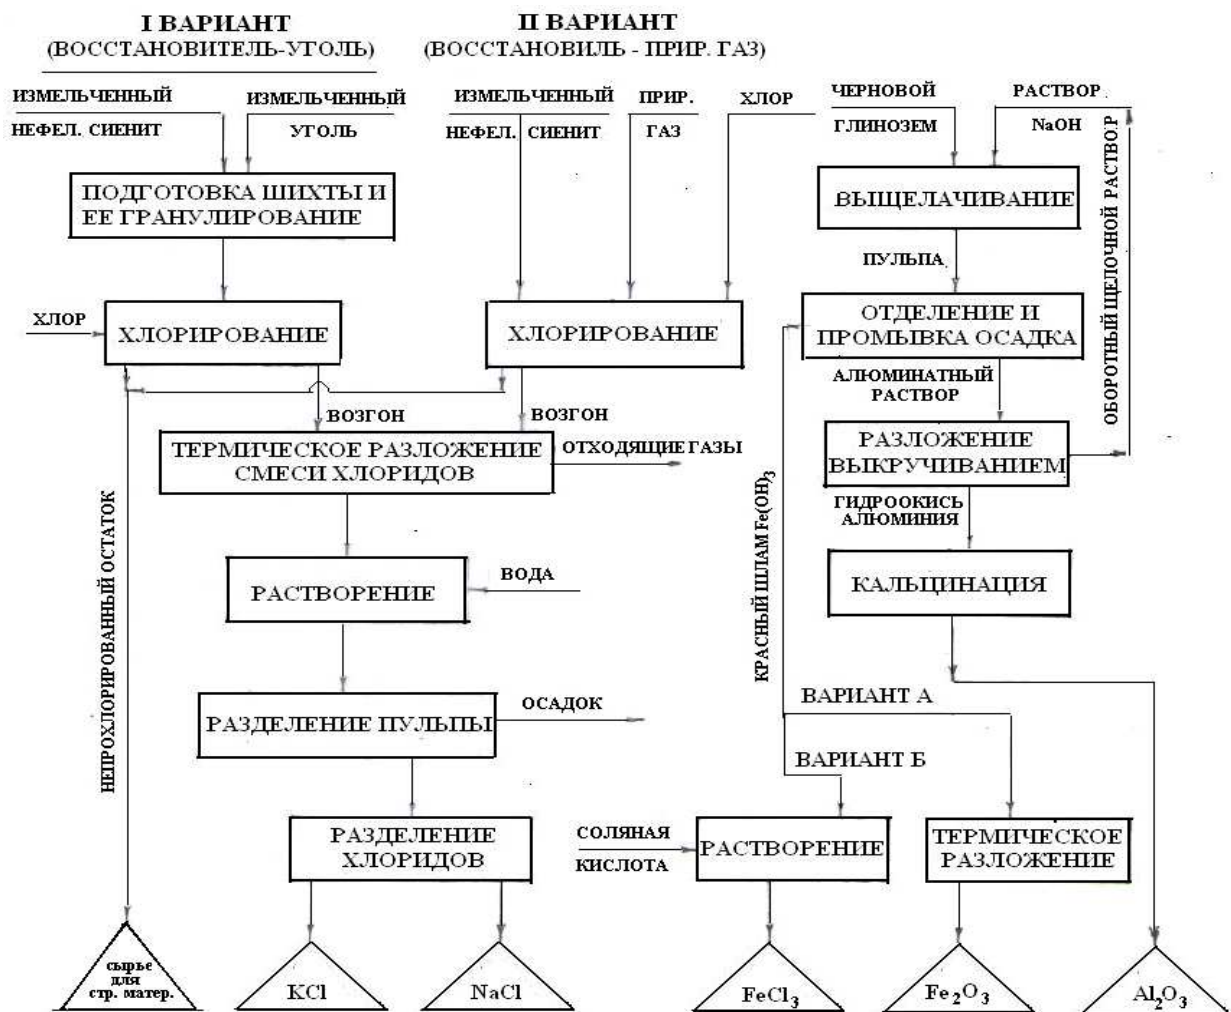 I ВАРИАНТ
(ВОССТАНОВИТЕЛЬ-УГОЛЬ)
II ВАРИАНТ
(ВОССТАНОВИЛЬ - ПРИР. ГАЗ)
ИЗМЕЛЬЧЕННЫЙ
НЕФЕЛ. СИЕНИТ
ИЗМЕЛЬЧЕННЫЙ
УГОЛЬ
ИЗМЕЛЬЧЕННЫЙ
НЕФЕЛ. СИЕНИТ
ПРИР.
ГАЗ
ХЛОР
ЧЕРНОВОЙ
ГЛИНОЗЕМ
РАСТВОР
NaOH
ПОДГОТОВКА ШИХТЫ И
ЕЕ ГРАНУЛИРОВАНИЕ
ВЫЩЕЛАЧИВАНИЕ
ПУЛЬПА
ОБОРОТНЫЙ ЩЕЛОЧНОЙ РАСТВОР
ХЛОР
ХЛОРИРОВАНИЕ
ХЛОРИРОВАНИЕ
ОТДЕЛЕНИЕ И
ПРОМЫВКА ОСАДКА
АЛЮМИНАТНЫЙ
РАСТВОР
ВОЗГОН
ВОЗГОН
ТЕРМИЧЕСКОЕ РАЗЛОЖЕНИЕ
СМЕСИ ХЛОРИДОВ
ОТХОДЯЩИЕ ГАЗЫ
РАЗЛОЖЕНИЕ
ВЫКРУЧИВАНИЕМ
ГИДРООКИСЬ
АЛЮМИНИЯ
НЕПРОХЛОРИРОВАННЫЙ ОСТАТОК
КРАСНЫЙ ШЛАМ Fe(OH)3
РАСТВОРЕНИЕ
ВОДА
КАЛЬЦИНАЦИЯ
РАЗДЕЛЕНИЕ ПУЛЬПЫ
ОСАДОК
ВАРИАНТ А
ВАРИАНТ Б
РАЗДЕЛЕНИЕ
ХЛОРИДОВ
СОЛЯНАЯ
КИСЛОТА
РАСТВОРЕНИЕ
ТЕРМИЧЕСКОЕ
РАЗЛОЖЕНИЕ
сырье
для
стр. матер.
KCl
NaCl
FeCl3
Fe2O3
Al2O3